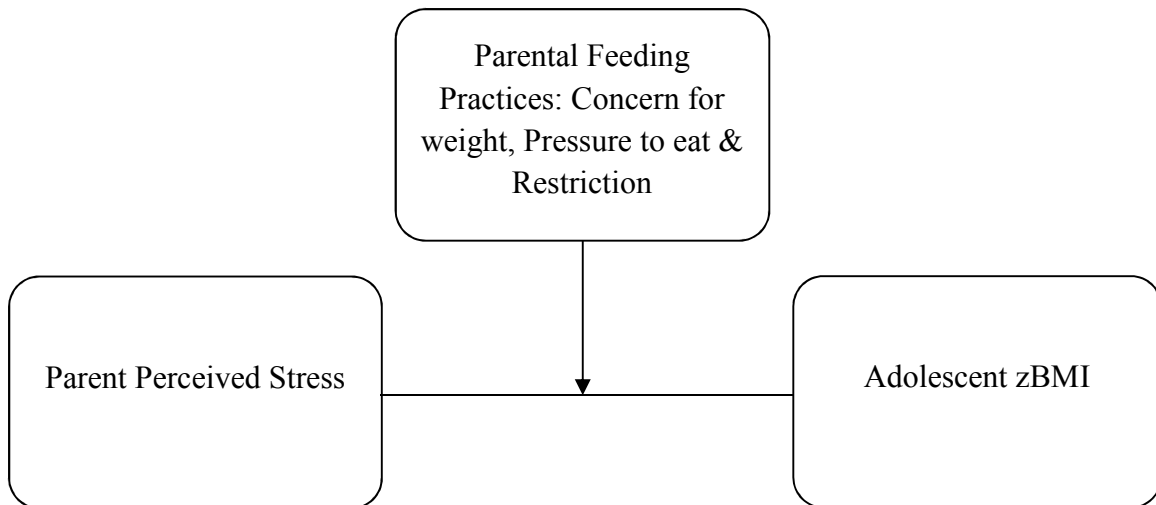 Parental Feeding
Practices: Concern for
weight, Pressure to eat &
Restriction
Parent Perceived Stress
Adolescent zBMI